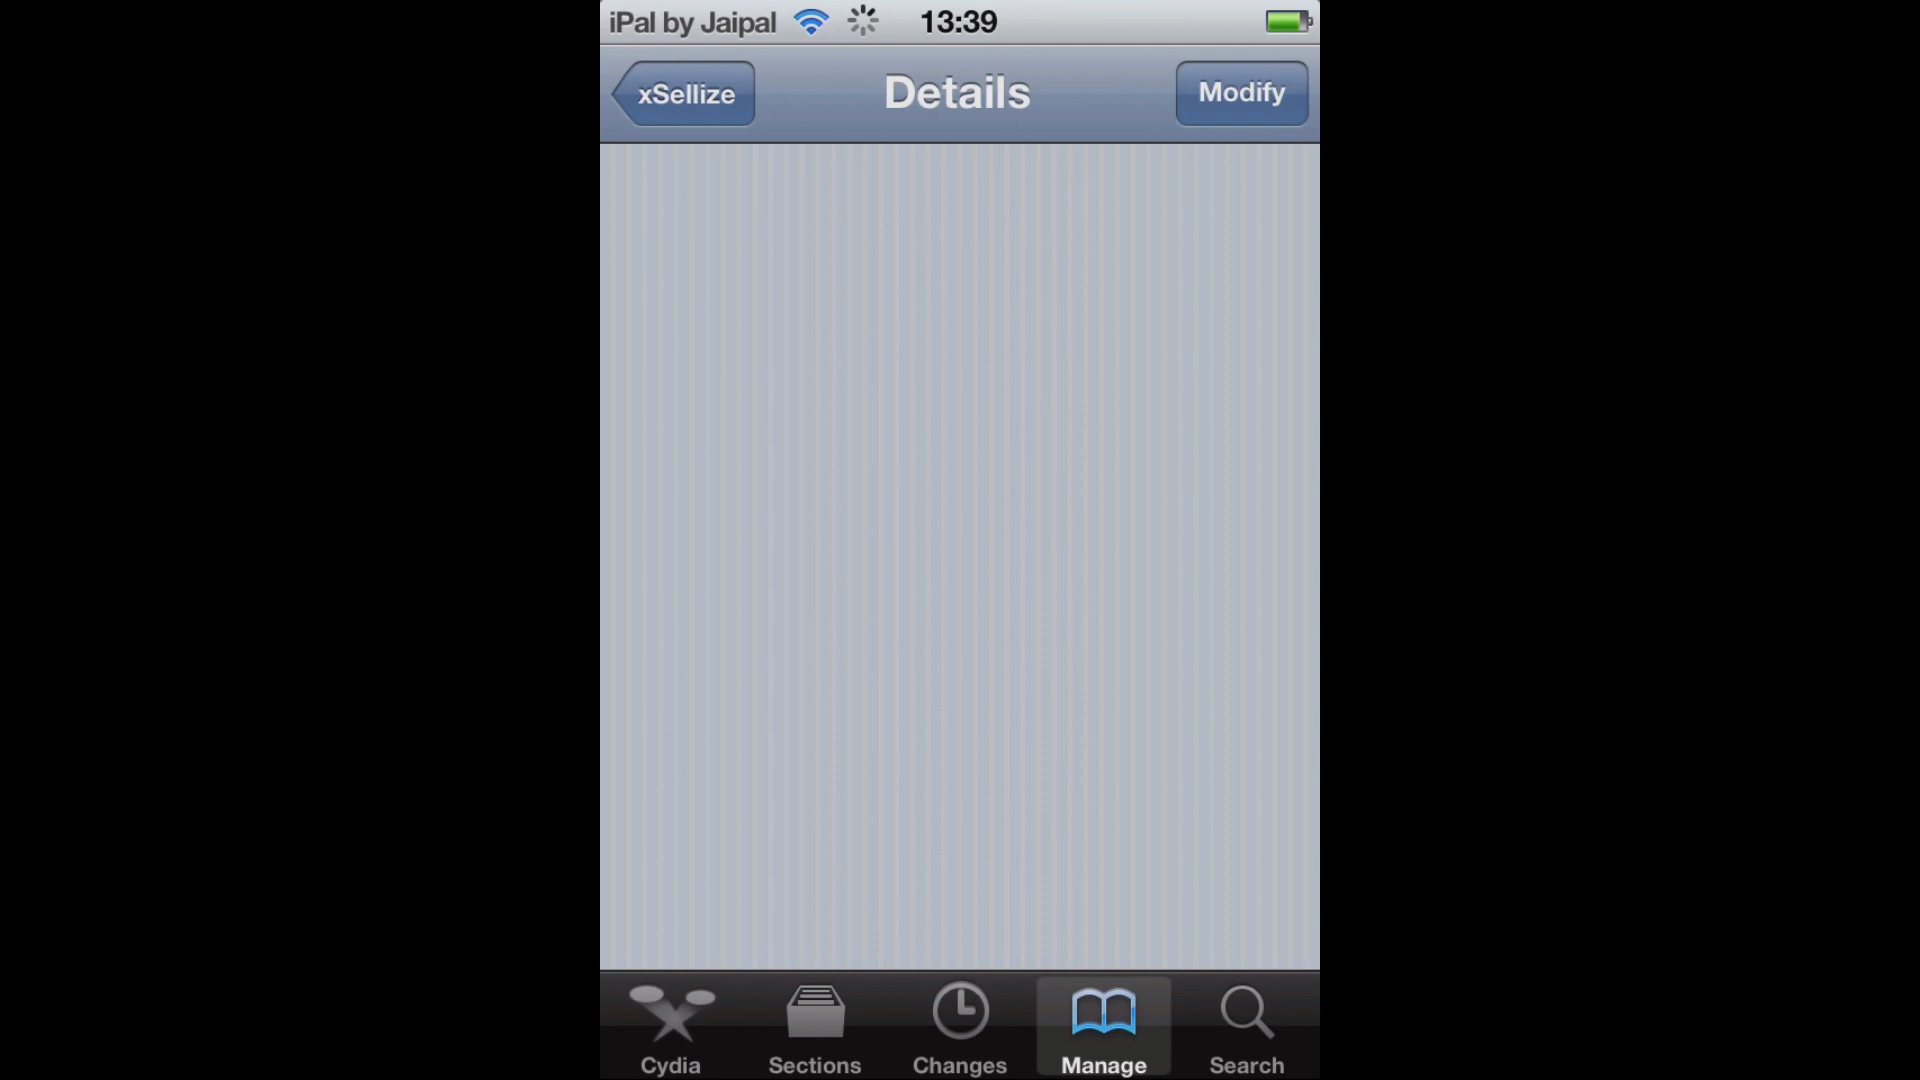 iPal by Jaipal 13:39
xSellize Details Modify
Cydia Sections Changes Manage Search